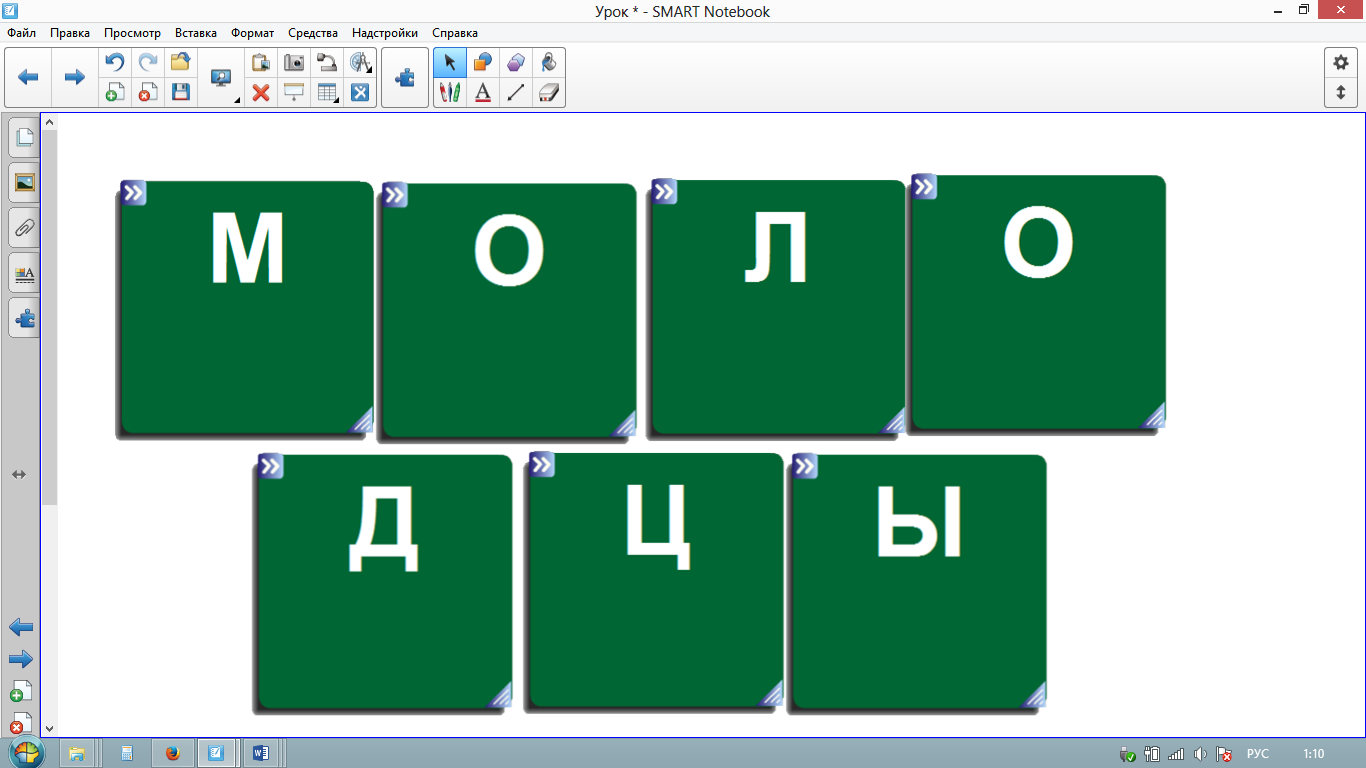 Урок * - SMART Notebook
Файл Правка Просмотр Вставка Формат Средства Надстройки Справка
М О Л О
Д Ц Ы
РУС 1:10